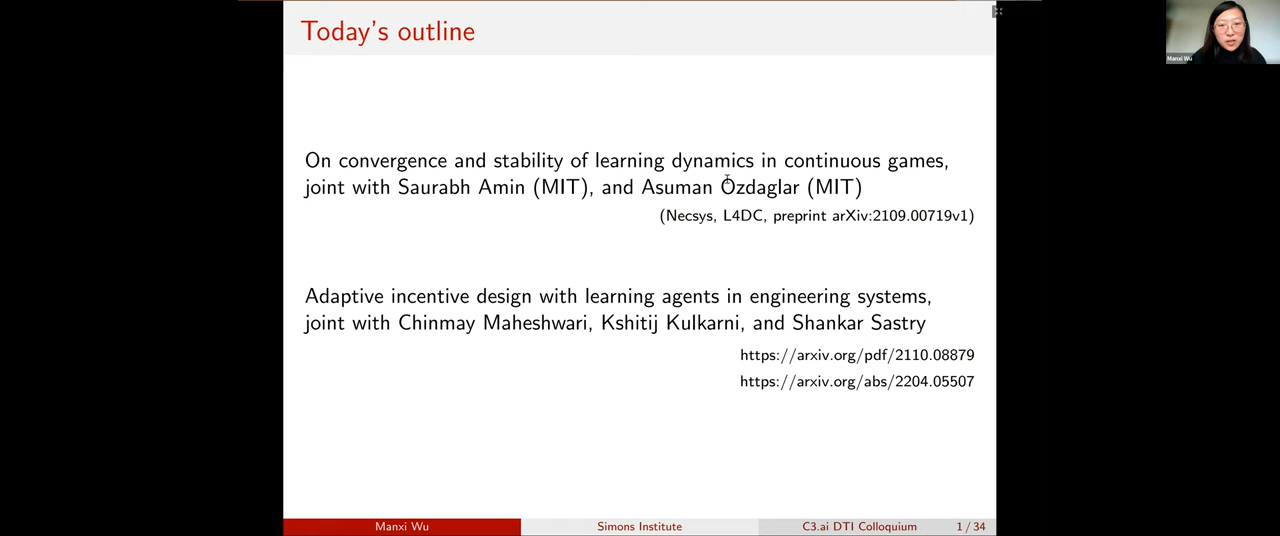 Today's outline
Manxi Wu
On convergence and stability of learning dynamics in continuous games,
joint with Saurabh Amin (MIT), and Asuman Özdaglar (MIT)
(Necsys, L4DC, preprint arXiv:2109.00719v1)
Adaptive incentive design with learning agents in engineering systems,
joint with Chinmay Maheshwari, Kshitij Kulkarni, and Shankar Sastry
https://arxiv.org/pdf/2110.08879
https://arxiv.org/abs/2204.05507
Manxi Wu Simons Institute C3.ai DTI Colloquium 1 / 34